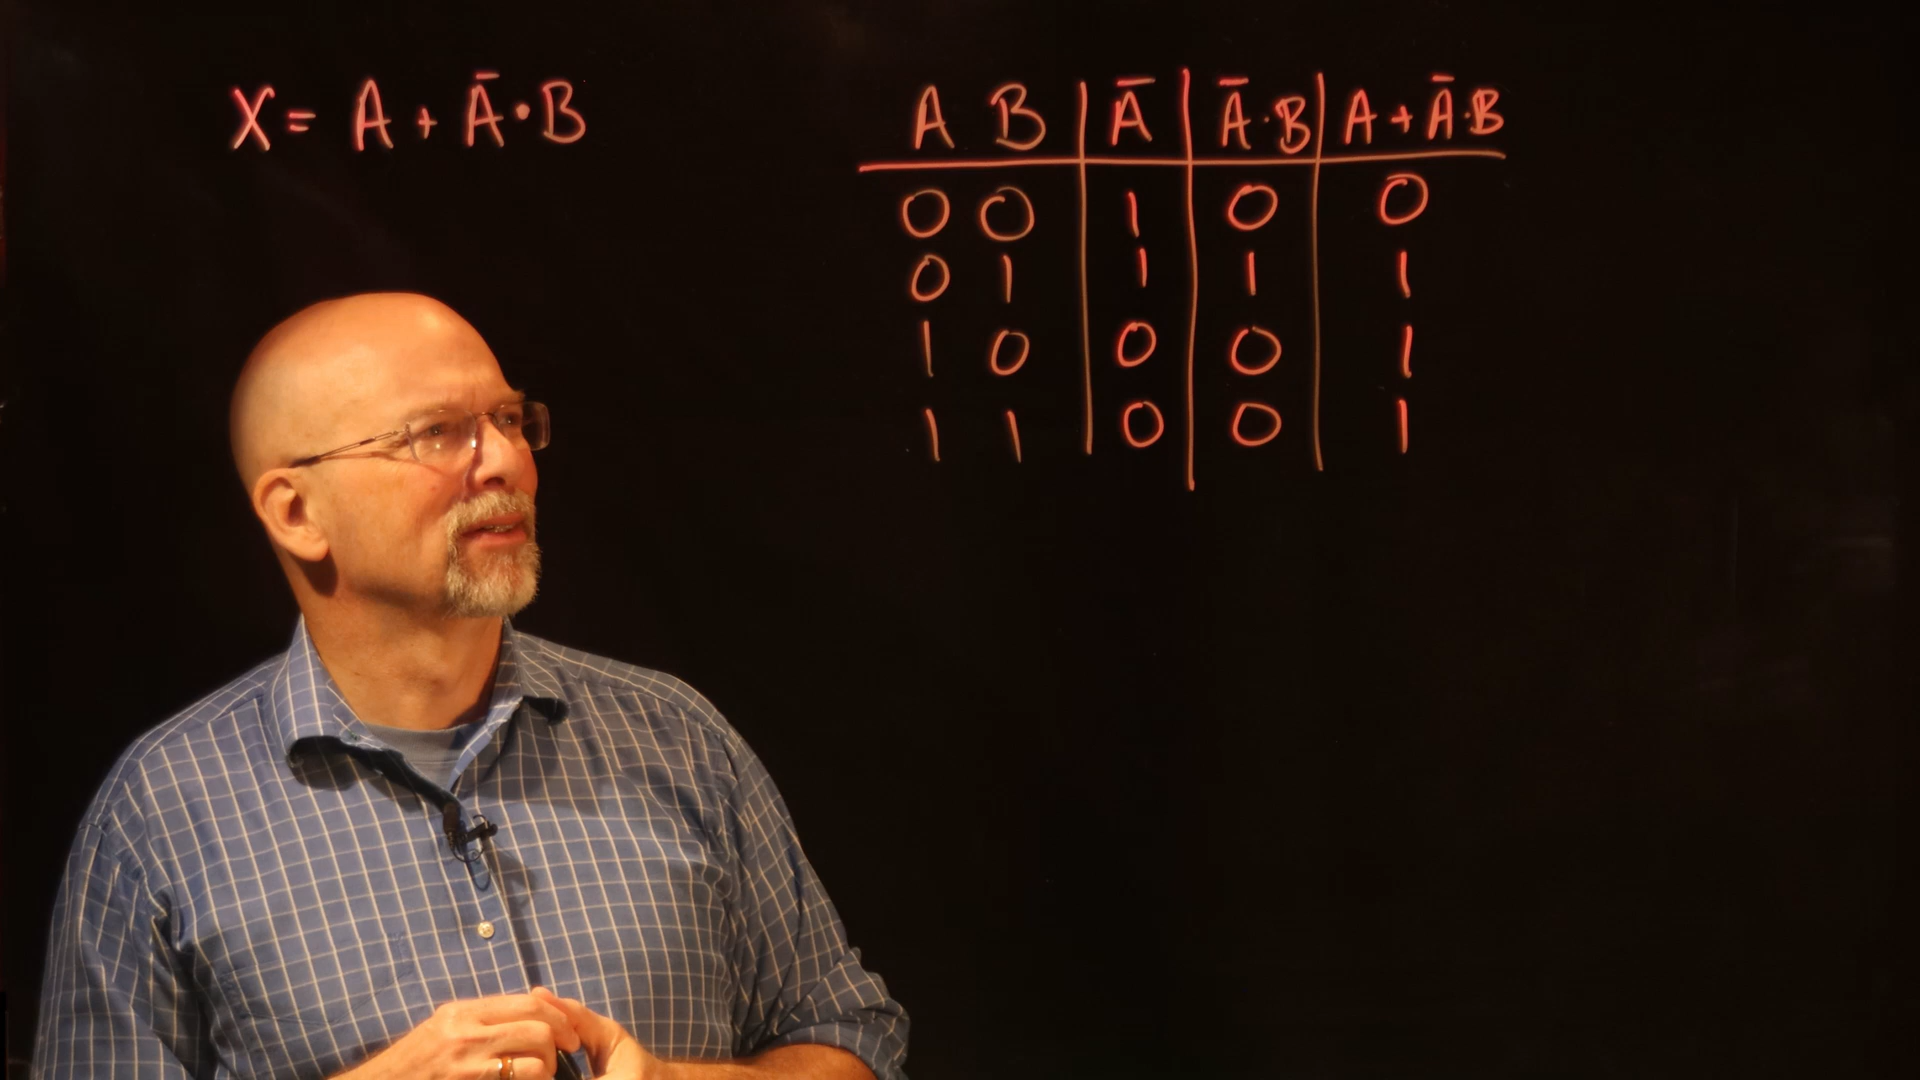 X = A + Ā·B
A B | Ā | Ā·B | A + Ā·B
0 0 | 1 | 0 | 0
0 1 | 1 | 1 | 1
1 0 | 0 | 0 | 1
1 1 | 0 | 0 | 1